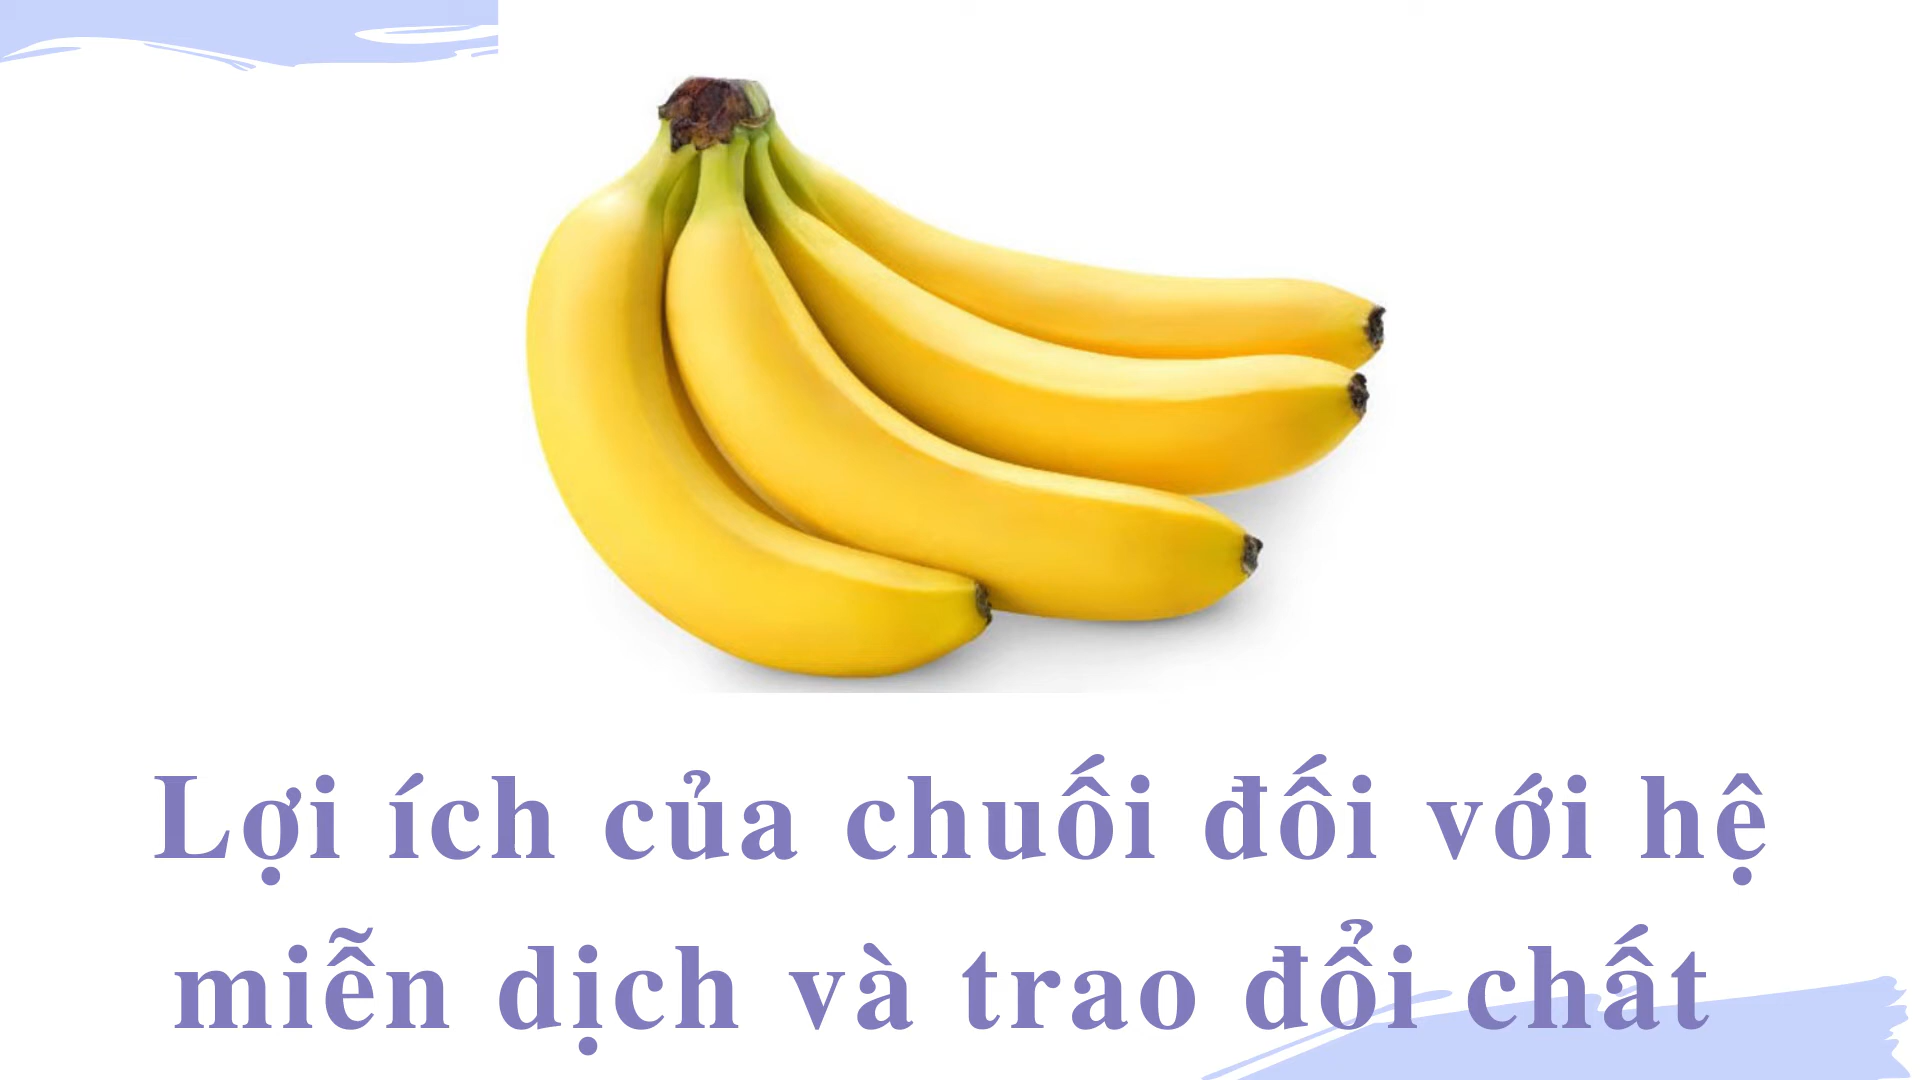 Lợi ích của chuối đối với hệ
miễn dịch và trao đổi chất